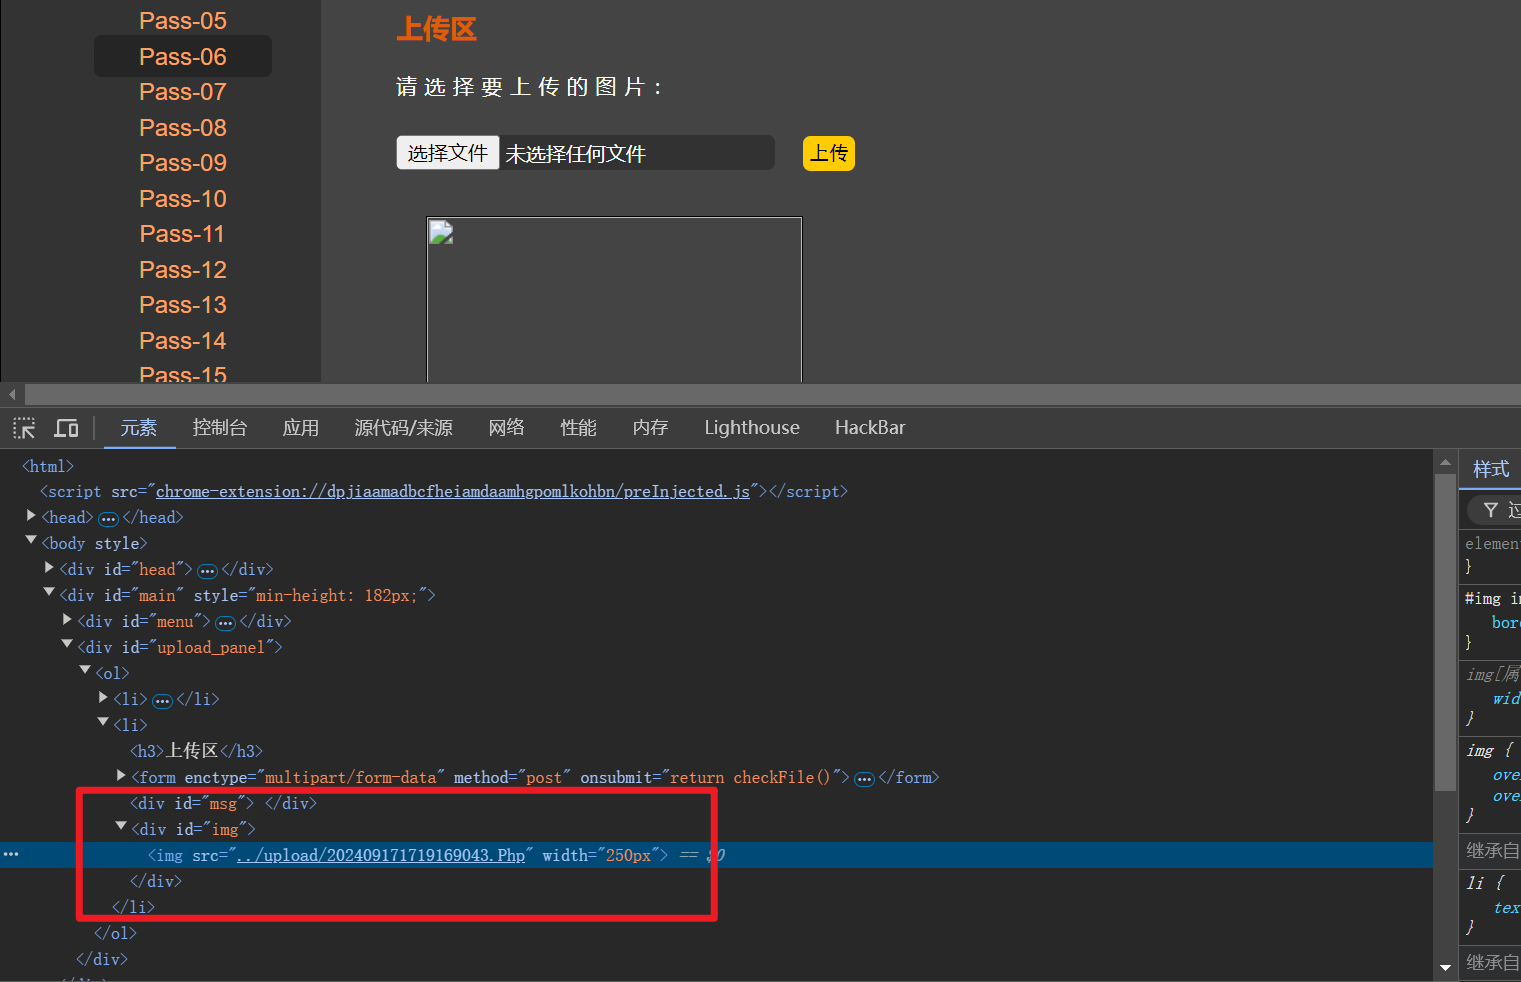 Pass-05
Pass-06
Pass-07
Pass-08
Pass-09
Pass-10
Pass-11
Pass-12
Pass-13
Pass-14
Pass-15
上传区
请选择要上传的图片：
选择文件 未选择任何文件 上传
元素 控制台 应用 源代码/来源 网络 性能 内存 Lighthouse HackBar
<html>
<script src="chrome-extension://dpjiaamadbcfheiamdaamhgpomlkohbn/preInjected.js"></script>
<head> … </head>
<body style>
<div id="head"> … </div>
<div id="main" style="min-height: 182px;">
<div id="menu"> … </div>
<div id="upload_panel">
<ol>
<li> … </li>
<li>
<h3>上传区</h3>
<form enctype="multipart/form-data" method="post" onsubmit="return checkFile()"> … </form>
<div id="msg"> </div>
<div id="img">
<img src="../upload/202409171719169043.Php" width="250px"> == $0
</div>
</li>
</ol>
</div>
样式
过
elemen
}
#img i
bor
}
img[属
wid
}
img {
ove
ove
}
继承自
li {
tex
}
继承自